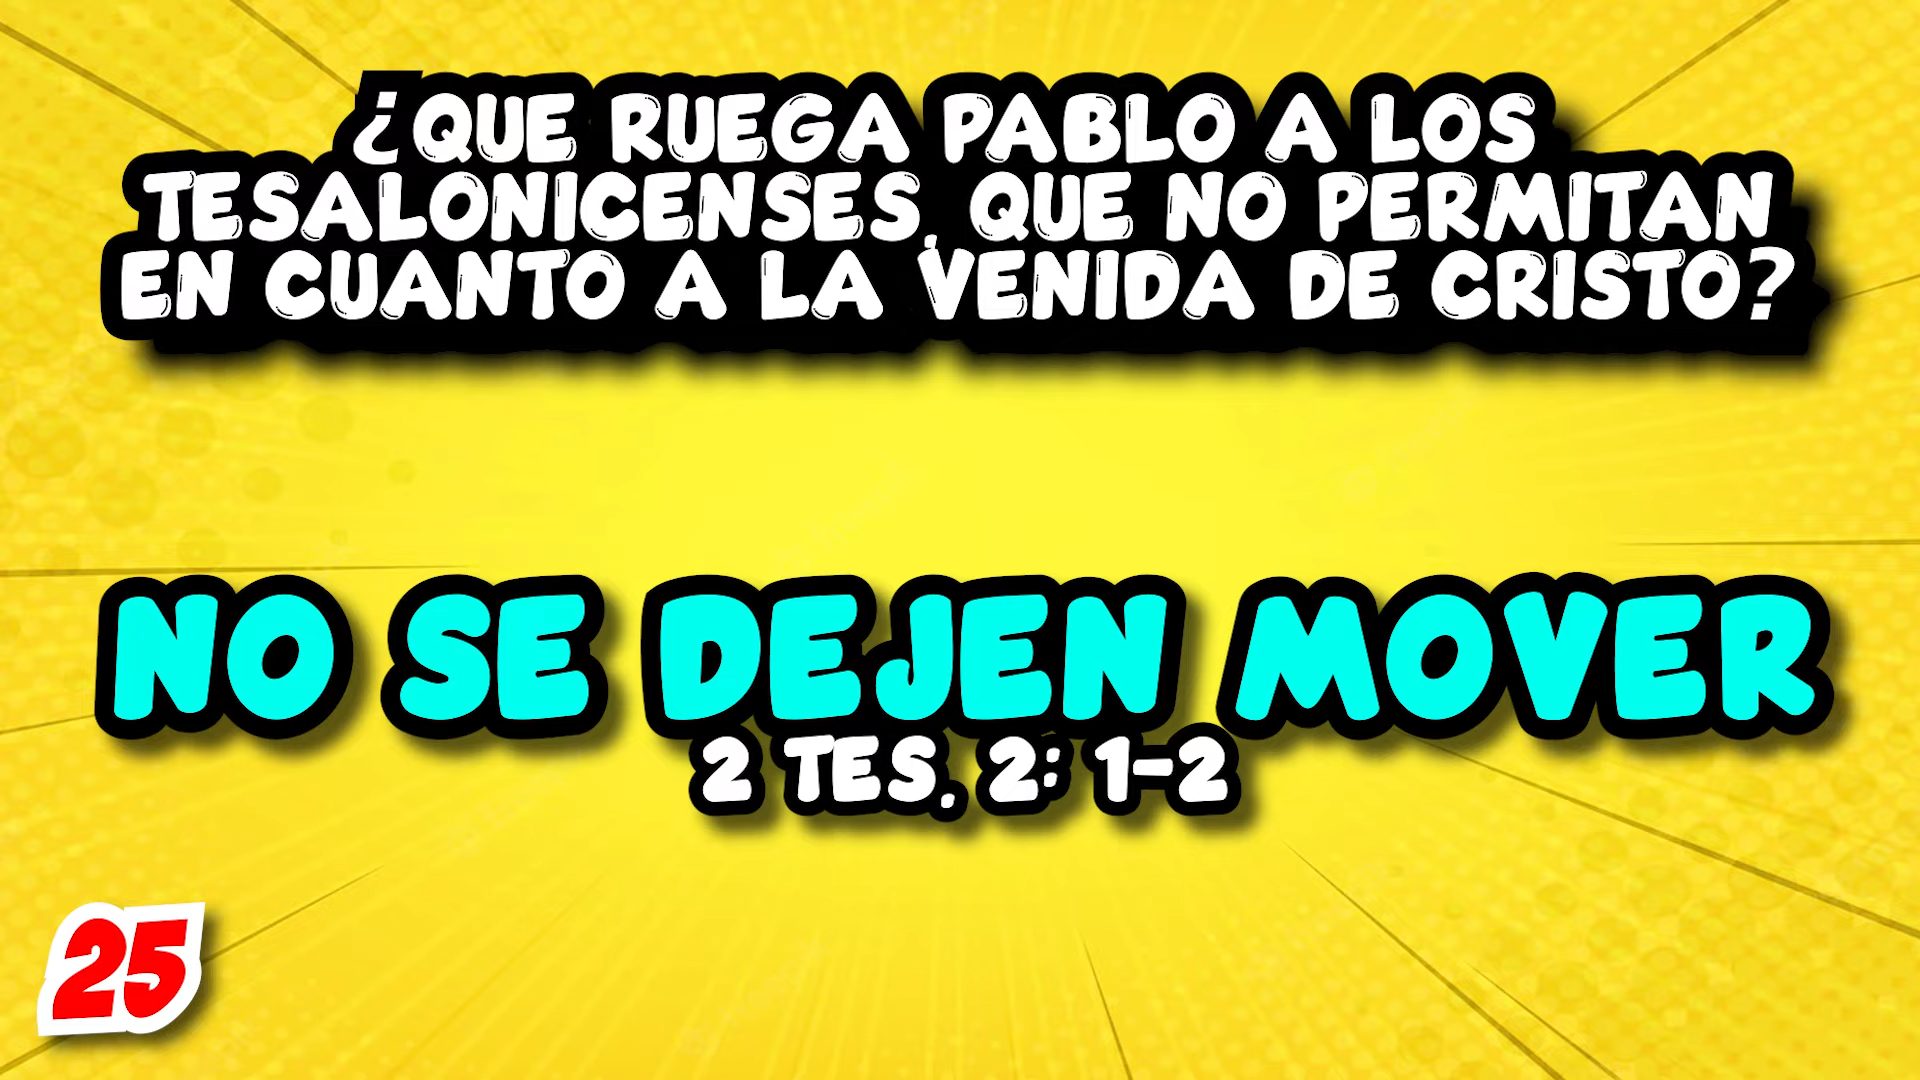 ¿QUE RUEGA PABLO A LOS
TESALONICENSES, QUE NO PERMITAN
EN CUANTO A LA VENIDA DE CRISTO?
NO SE DEJEN MOVER
2 TES, 2: 1-2
25